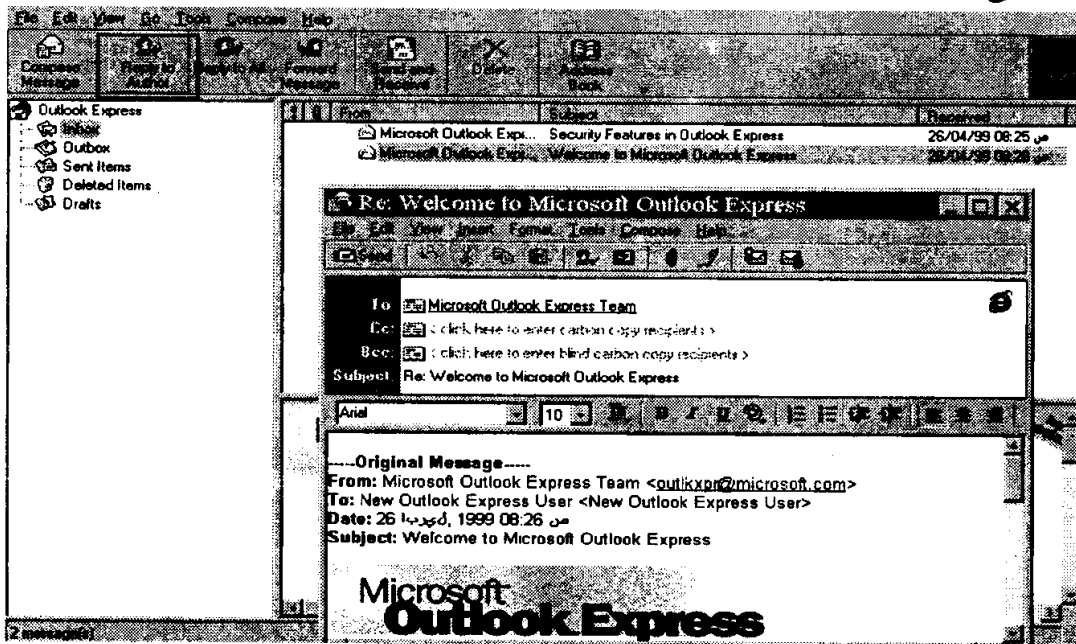 File Edit View Go Tools Compose Help
Compose Message Reply to Author Reply to All Forward Message Send and Receive Delete Address Book
Outlook Express
Inbox
Outbox
Sent Items
Deleted Items
Drafts
From Subject Received
Microsoft Outlook Expr... Security Features in Outlook Express 26/04/99 08:25 ص
Microsoft Outlook Expr... Welcome to Microsoft Outlook Express 26/04/99 08:26 ص
Re: Welcome to Microsoft Outlook Express
File Edit View Insert Format Tools Compose Help
Send
To: Microsoft Outlook Express Team
Cc: < click here to enter carbon copy recipients >
Bcc: < click here to enter blind carbon copy recipients >
Subject: Re: Welcome to Microsoft Outlook Express
Arial 10
-----Original Message-----
From: Microsoft Outlook Express Team <outlkxpr@microsoft.com>
To: New Outlook Express User <New Outlook Express User>
Date: 26 أبريل, 1999 08:26 ص
Subject: Welcome to Microsoft Outlook Express
Microsoft
Outlook Express
2 message(s)